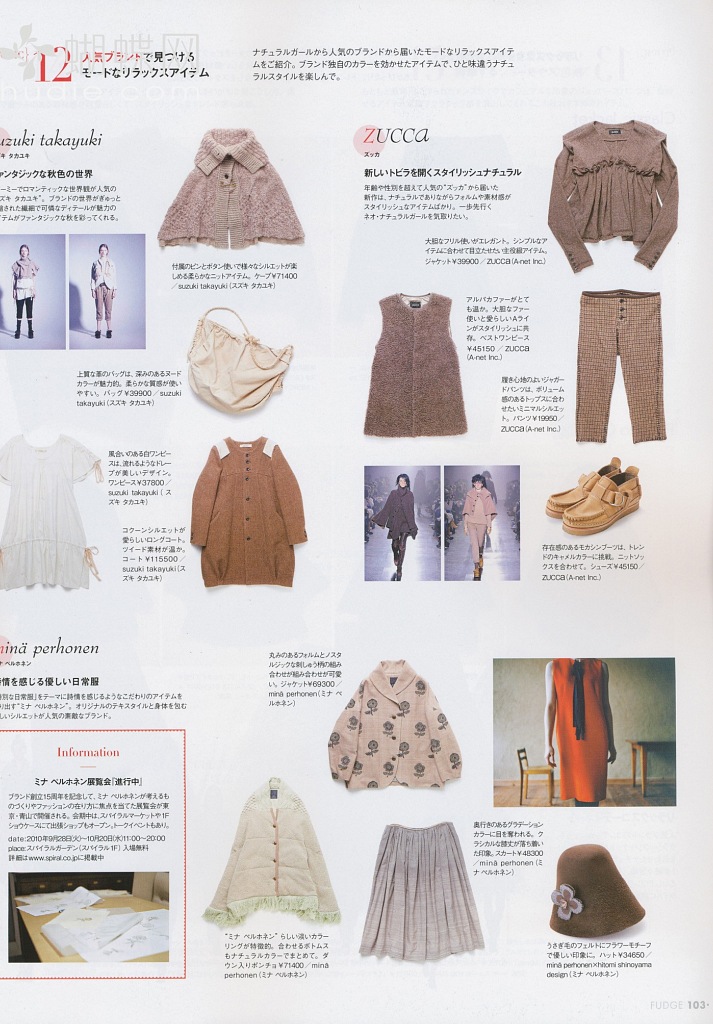 12
人気ブランドで見つける
モードなリラックスアイテム
ナチュラルガールから人気のブランドから届いたモードなリラックスアイテ
ムをご紹介。ブランド独自のカラーを効かせたアイテムで、ひと味違うナチュ
ラルスタイルを楽しんで。
uzuki takayuki
キ タカユキ
ァンタジックな秋色の世界
ーミーでロマンティックな世界観が人気の
ズキ タカユキ”。ブランドの世界がぎゅっと
縮された繊細で可憐なディテールが魅力の
テムがファンタジックな秋を彩ってくれる。
付属のピンとボタン使いで様々なシルエットが楽
しめる柔らかなニットアイテム。ケープ¥71400
／suzuki takayuki（スズキ タカユキ）
上質な革のバッグは、深みのあるヌード
カラーが魅力的。柔らかな質感が使い
やすい。バッグ¥39900／suzuki
takayuki（スズキ タカユキ）
風合いのある白ワンピー
スは、流れるようなドレー
プが美しいデザイン。
ワンピース¥37800／
suzuki takayuki（ス
ズキ タカユキ）
コクーンシルエットが
愛らしいロングコート。
ツイード素材が温か。
コート¥115500／
suzuki takayuki（ス
ズキ タカユキ）
ZUCCa
ズッカ
新しいトビラを開くスタイリッシュナチュラル
年齢や性別を超えて人気の“ズッカ”から届いた
新作は、ナチュラルでありながらフォルムや素材感が
スタイリッシュなアイテムばかり。一歩先行く
ネオ・ナチュラルガールを気取りたい。
大胆なフリル使いがエレガント。シンプルなア
イテムに合わせて目立たせたい主役級アイテム。
ジャケット¥39900／ZUCCa（A-net Inc.）
アルパカファーがとて
も温か。大胆なファー
使いと愛らしいAライ
ンがスタイリッシュに共
存。ベストワンピース
¥45150／ZUCCa
（A-net Inc.）
履き心地のよいジャガー
ドパンツは、ボリューム
感のあるトップスに合わ
せたいミニマルシルエッ
ト。パンツ¥19950／
ZUCCa（A-net Inc.）
存在感のあるモカシンブーツは、トレン
ドのキャメルカラーに挑戦。ニットソッ
クスを合わせて。シューズ¥45150／
ZUCCa（A-net Inc.）
minä perhonen
ナ ペルホネン
詩情を感じる優しい日常服
別な日常服」をテーマに詩情を感じるようなこだわりのアイテムを
り出す“ミナ ペルホネン”。オリジナルのテキスタイルと身体を包む
しいシルエットが人気の素敵なブランド。
Information
ミナ ペルホネン展覧会『進行中』
ブランド創立15周年を記念して、ミナ ペルホネンが考えるも
のづくりやファッションの在り方に焦点を当てた展覧会が東
京・青山で開催される。会期中は、スパイラルマーケットや1F
ショウケースにて出張ショップもオープン。トークイベントもあり。
date:2010年9月28日(火)〜10月20日(水)11:00〜20:00
place:スパイラルガーデン（スパイラル1F） 入場無料
詳細はwww.spiral.co.jpに掲載中
丸みのあるフォルムとノスタ
ルジックな刺しゅう柄の組み
合わせが組み合わせが可愛
い。ジャケット¥69300／
minä perhonen（ミナ ペ
ルホネン）
“ミナ ペルホネン” らしい淡いカラー
リングが特徴的。合わせるボトムス
もナチュラルカラーでまとめて。ダ
ウン入りポンチョ¥71400／minä
perhonen（ミナ ペルホネン）
奥行きのあるグラデーション
カラーに目を奪われる。ク
ラシカルな膝丈が落ち着い
た印象。スカート¥48300
／minä perhonen（ミ
ナ ペルホネン）
うさぎ毛のフェルトにフラワーモチーフ
で優しい印象に。ハット¥34650／
minä perhonen×hitomi shinoyama
design（ミナ ペルホネン）
FUDGE 103